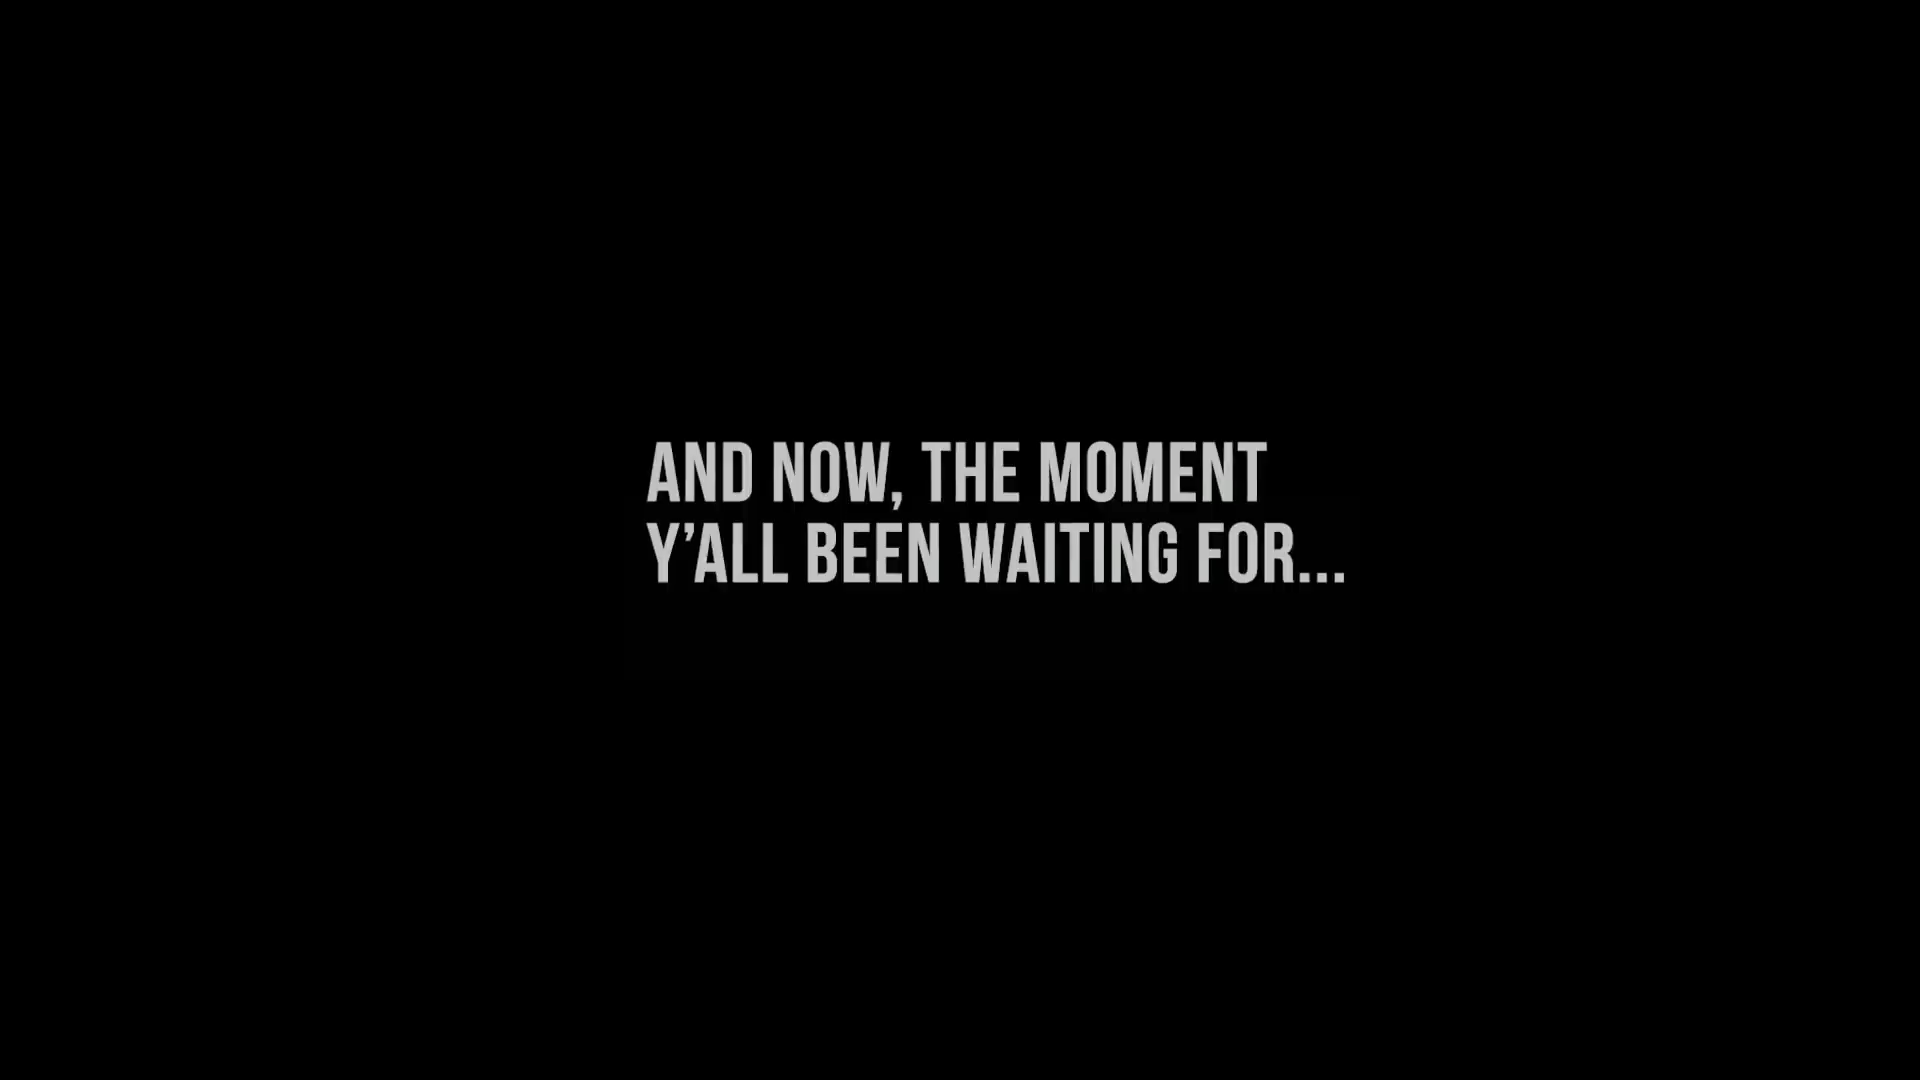 AND NOW, THE MOMENT
Y’ALL BEEN WAITING FOR...